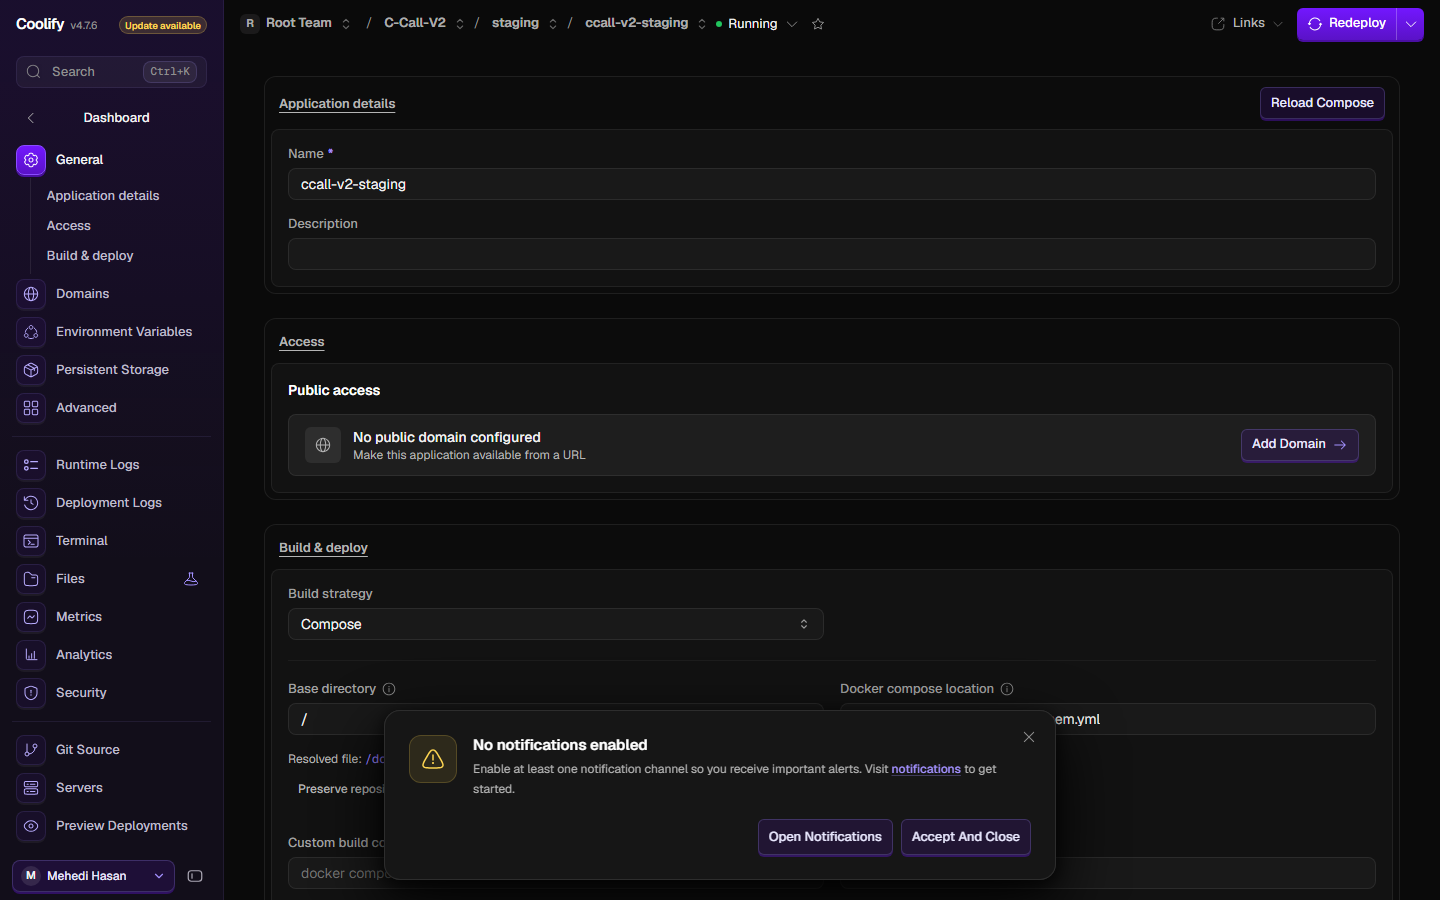 Coolify v4.7.6 Update available
Search Ctrl+K
Dashboard
General
Application details
Access
Build & deploy
Domains
Environment Variables
Persistent Storage
Advanced
Runtime Logs
Deployment Logs
Terminal
Files
Metrics
Analytics
Security
Git Source
Servers
Preview Deployments
M Mehedi Hasan
R Root Team / C-Call-V2 / staging / ccall-v2-staging Running
Links
Redeploy
Application details
Reload Compose
Name *
ccall-v2-staging
Description
Access
Public access
No public domain configured
Make this application available from a URL
Add Domain
Build & deploy
Build strategy
Compose
Base directory
/
Docker compose location
em.yml
Resolved file: /do
Preserve reposi
Custom build co
docker comp
No notifications enabled
Enable at least one notification channel so you receive important alerts. Visit notifications to get
started.
Open Notifications
Accept And Close